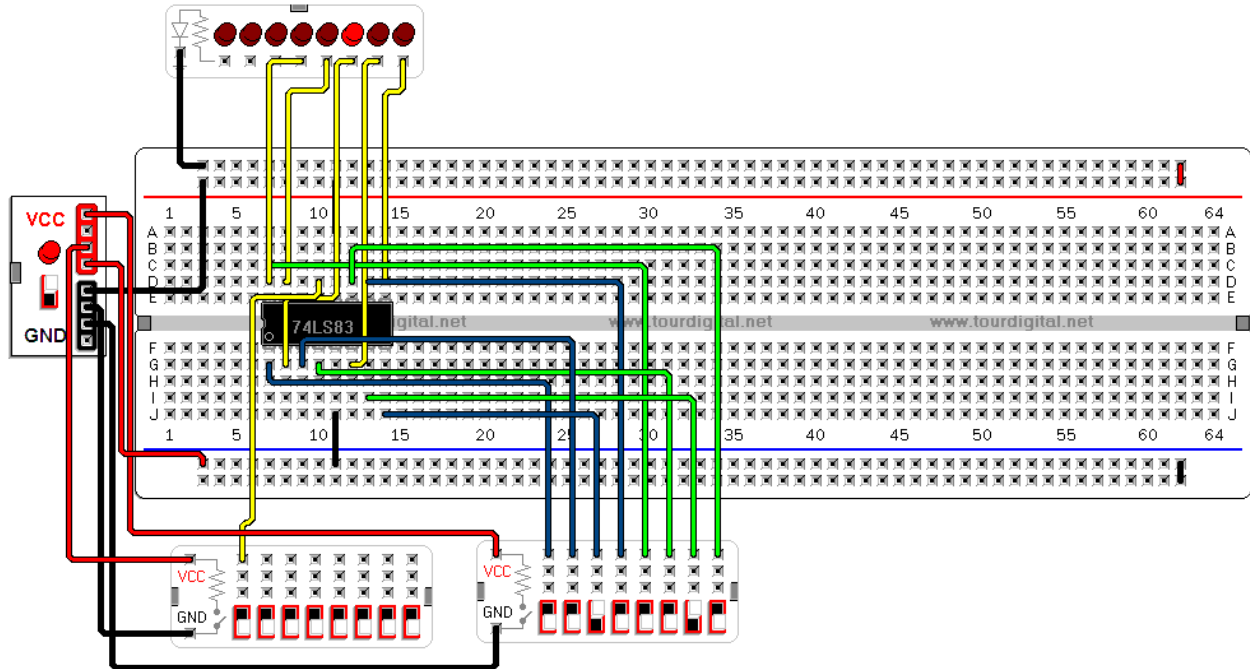 VCC
GND
1 5 10 15 20 25 30 35 40 45 50 55 60 64
A A
B B
C C
D D
E E
74LS83
digital.net www.tourdigital.net www.tourdigital.net
F F
G G
H H
I I
J J
1 5 10 15 20 25 30 35 40 45 50 55 60 64
VCC
GND
VCC
GND